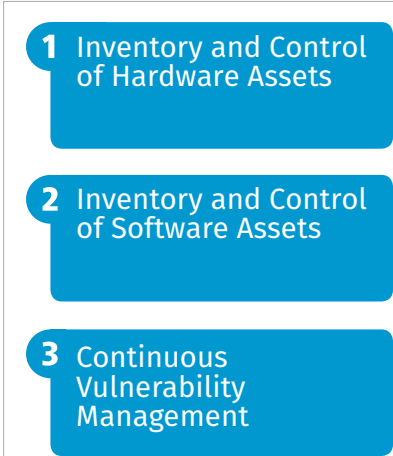 1 Inventory and Control
of Hardware Assets
2 Inventory and Control
of Software Assets
3 Continuous
Vulnerability
Management